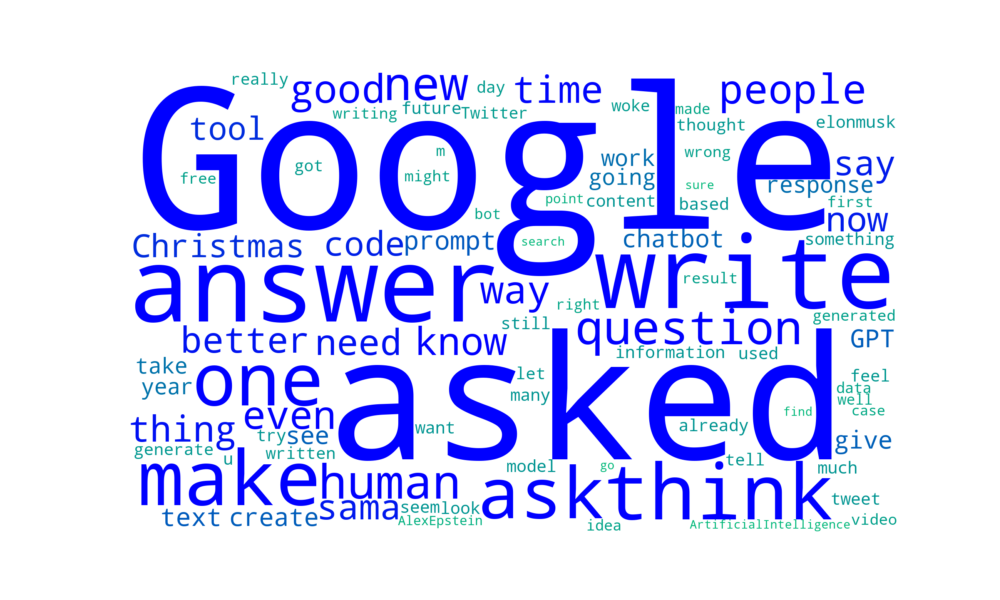 really good new day time people
writing future Twitter woke made
Google
tool thought elonmusk
m work wrong say
free got might going sure response
point content based first
bot now
Christmas code prompt search chatbot something
answer write
way result
right generated
still question GPT
better need know information used
take let feel
year one asked many data
well
find case
thing even want already
try see give
generate written
u model go tell much
make human ask think
sama seem look tweet
text create AlexEpstein idea ArtificialIntelligence video